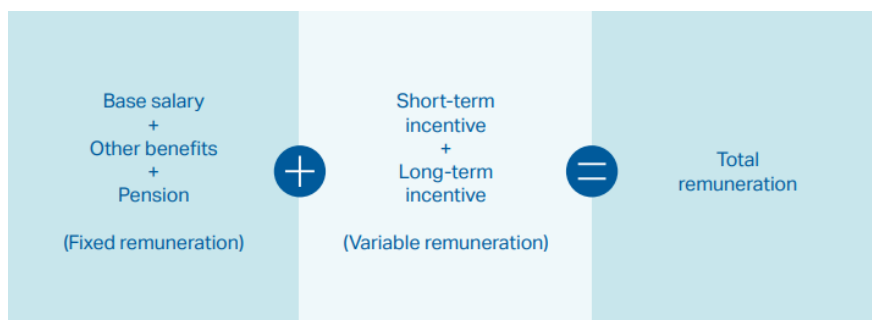 Base salary
+
Other benefits
+
Pension
(Fixed remuneration)
+
Short-term
incentive
+
Long-term
incentive
(Variable remuneration)
=
Total
remuneration